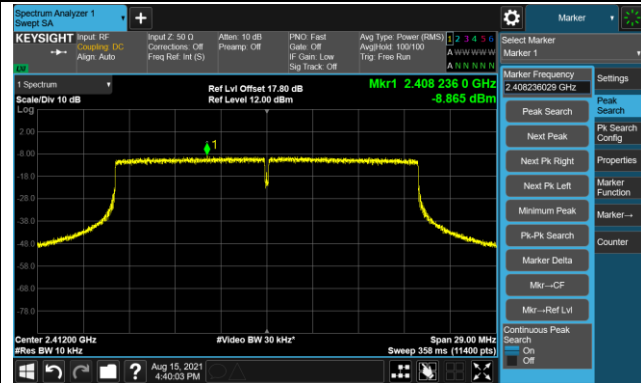 Spectrum Analyzer 1
Swept SA
+
Marker
KEYSIGHT
Input: RF
Coupling: DC
Align: Auto
Input Z: 50 Ω
Corrections: Off
Freq Ref: Int (S)
Atten: 10 dB
Preamp: Off
PNO: Fast
Gate: Off
IF Gain: Low
Sig Track: Off
Avg Type: Power (RMS)
Avg|Hold: 100/100
Trig: Free Run
1 2 3 4 5 6
A W W W W W
A N N N N N
Select Marker
Marker 1
1 Spectrum
Scale/Div 10 dB
Log
Ref Lvl Offset 17.80 dB
Ref Level 12.00 dBm
Mkr1 2.408 236 0 GHz
-8.865 dBm
2.00
-8.00
-18.0
-28.0
-38.0
-48.0
-58.0
-68.0
-78.0
1
Center 2.41200 GHz
#Res BW 10 kHz
#Video BW 30 kHz*
Span 29.00 MHz
Sweep 358 ms (11400 pts)
Marker Frequency
2.408236029 GHz
Peak Search
Next Peak
Next Pk Right
Next Pk Left
Minimum Peak
Pk-Pk Search
Marker Delta
Mkr→CF
Mkr→Ref Lvl
Continuous Peak
Search
On
Off
Settings
Peak
Search
Pk Search
Config
Properties
Marker
Function
Marker→
Counter
?
Aug 15, 2021
4:40:03 PM